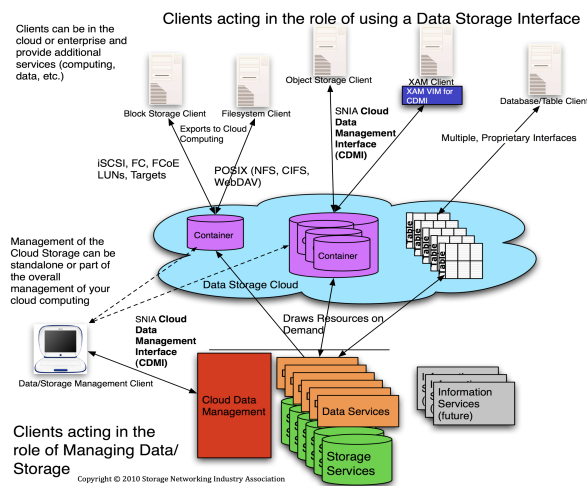 Clients acting in the role of using a Data Storage Interface
Clients can be in the
cloud or enterprise and
provide additional
services (computing,
data, etc.)
Block Storage Client
Filesystem Client
Object Storage Client
XAM Client
XAM VIM for
CDMI
Database/Table Client
Exports to Cloud
Computing
iSCSI, FC, FCoE
LUNs, Targets
POSIX (NFS, CIFS,
WebDAV)
SNIA Cloud
Data
Management
Interface
(CDMI)
Multiple, Proprietary Interfaces
Container
Container
Table
Table
Table
Table
Table
Management of the
Cloud Storage can be
standalone or part of
the overall
management of your
cloud computing
Data Storage Cloud
Draws Resources on
Demand
SNIA Cloud
Data
Management
Interface
(CDMI)
Data/Storage Management Client
Cloud Data
Management
Data Services
Storage
Services
Information
Services
(future)
Clients acting in the
role of Managing Data/
Storage
Copyright © 2010 Storage Networking Industry Association